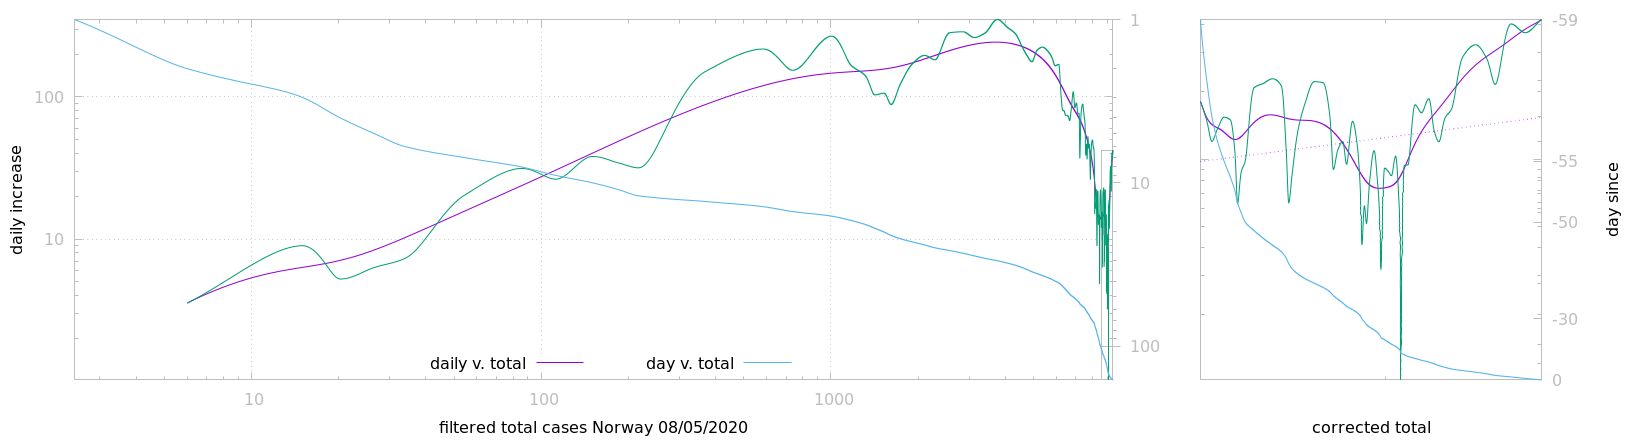 1
-59
100
daily increase
-55
day since
10
-50
10
-30
daily v. total
day v. total
100
0
10
100
1000
filtered total cases Norway 08/05/2020
corrected total